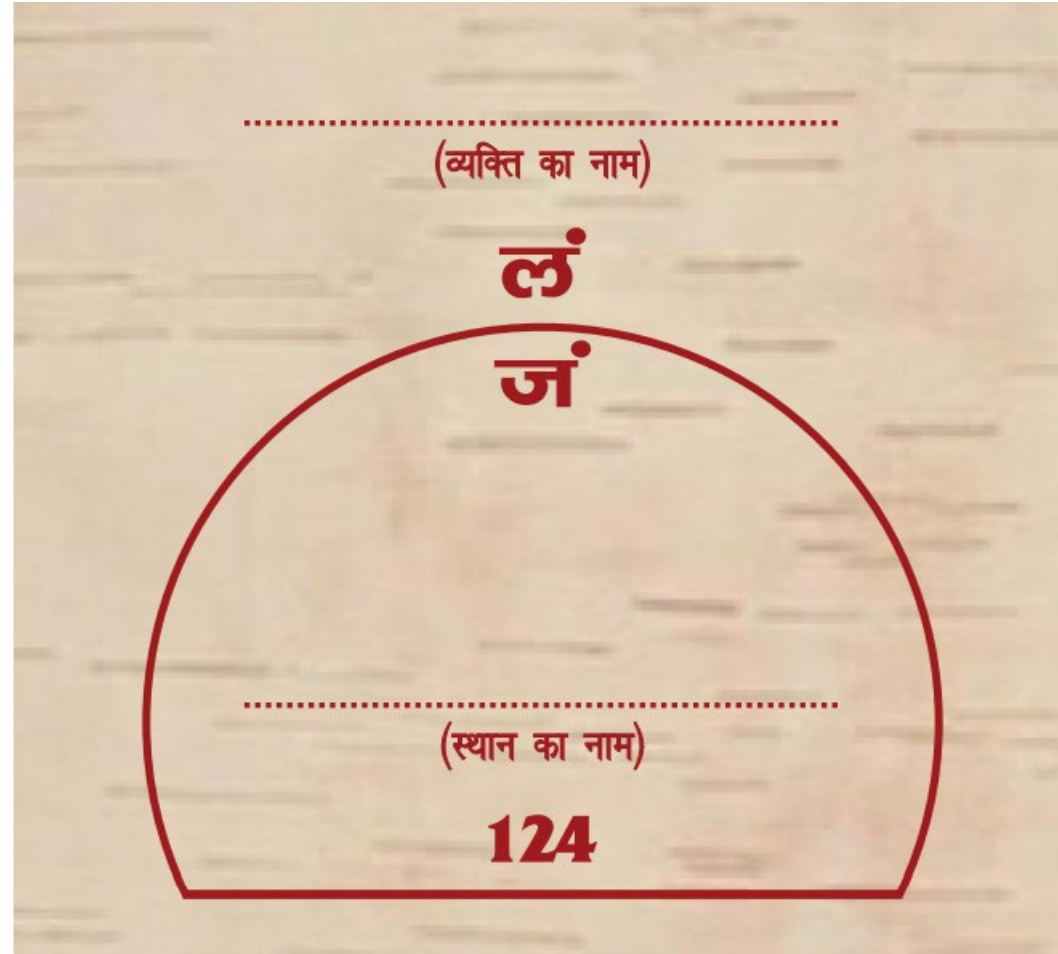 (व्यक्ति का नाम)
लं
जं
(स्थान का नाम)
124